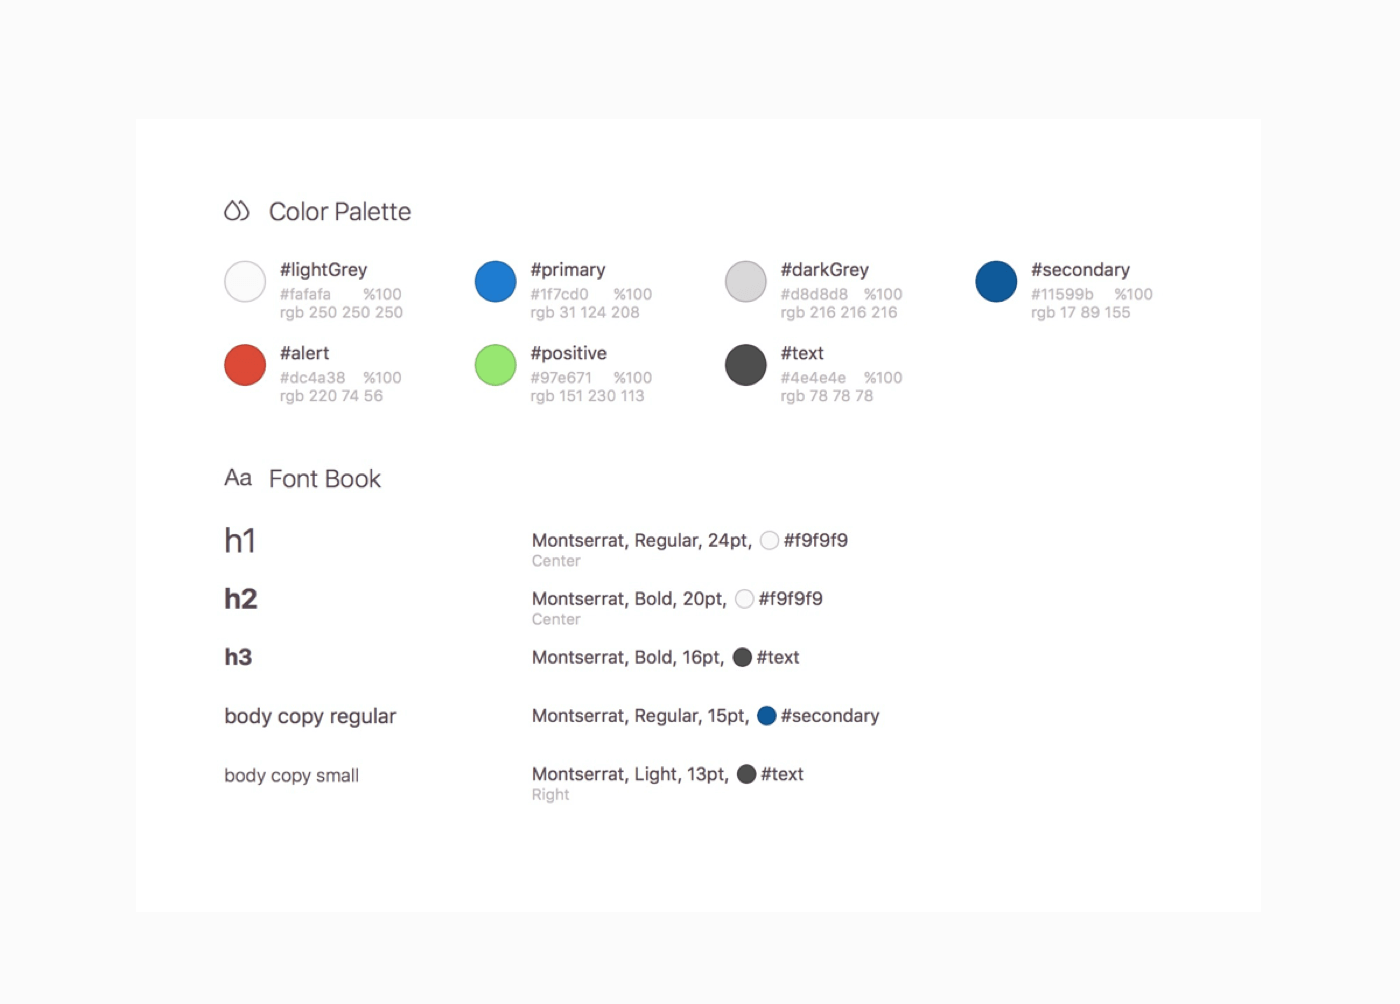 Color Palette
#lightGrey
#fafafa %100
rgb 250 250 250
#primary
#1f7cd0 %100
rgb 31 124 208
#darkGrey
#d8d8d8 %100
rgb 216 216 216
#secondary
#11599b %100
rgb 17 89 155
#alert
#dc4a38 %100
rgb 220 74 56
#positive
#97e671 %100
rgb 151 230 113
#text
#4e4e4e %100
rgb 78 78 78
Aa Font Book
h1
Montserrat, Regular, 24pt, #f9f9f9
Center
h2
Montserrat, Bold, 20pt, #f9f9f9
Center
h3
Montserrat, Bold, 16pt, #text
body copy regular
Montserrat, Regular, 15pt, #secondary
body copy small
Montserrat, Light, 13pt, #text
Right